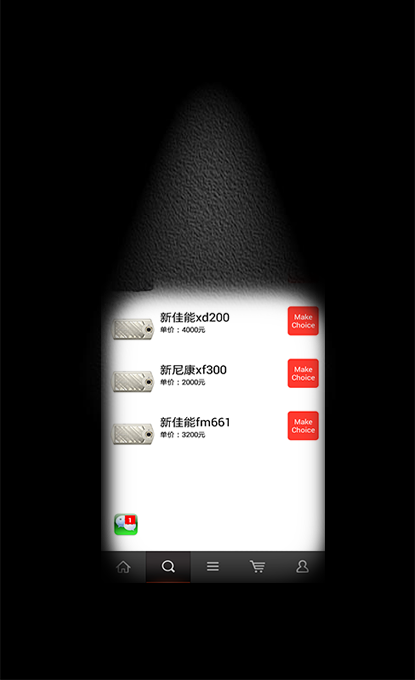 新佳能xd200
单价：4000元
Make
Choice
新尼康xf300
单价：2000元
Make
Choice
新佳能fm661
单价：3200元
Make
Choice
1